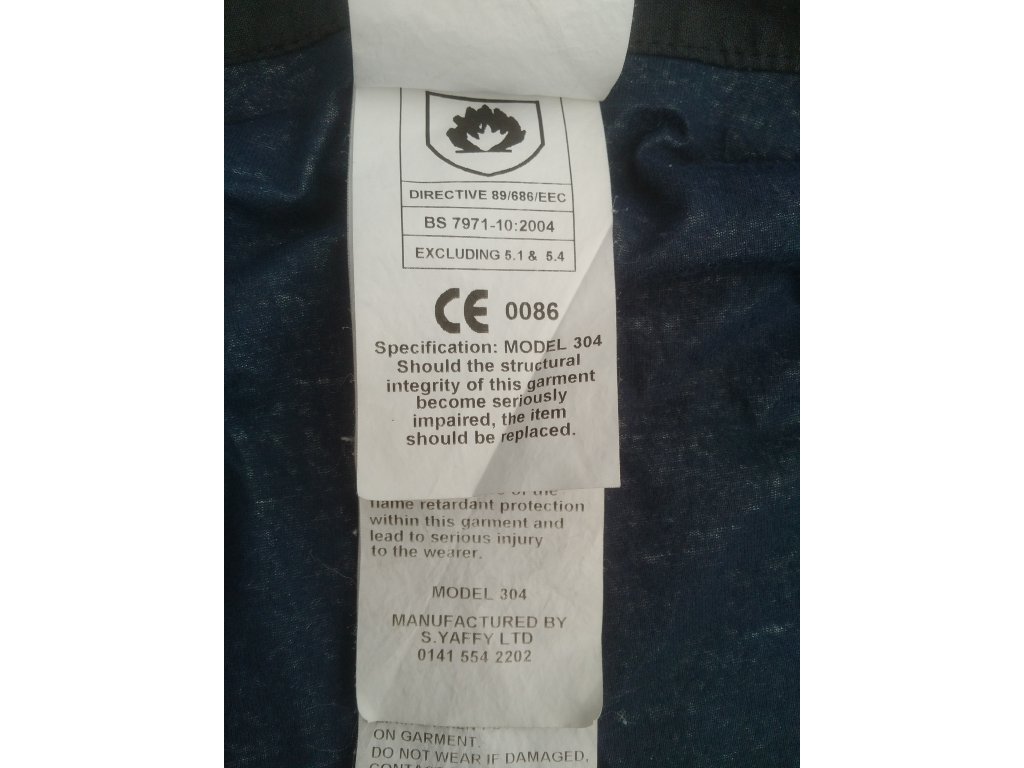 DIRECTIVE 89/686/EEC
BS 7971-10:2004
EXCLUDING 5.1 & 5.4
CE 0086
Specification: MODEL 304
Should the structural
integrity of this garment
become seriously
impaired, the item
should be replaced.
of the
flame retardant protection
within this garment and
lead to serious injury
to the wearer.
MODEL 304
MANUFACTURED BY
S.YAFFY LTD
0141 554 2202
ON GARMENT.
DO NOT WEAR IF DAMAGED,